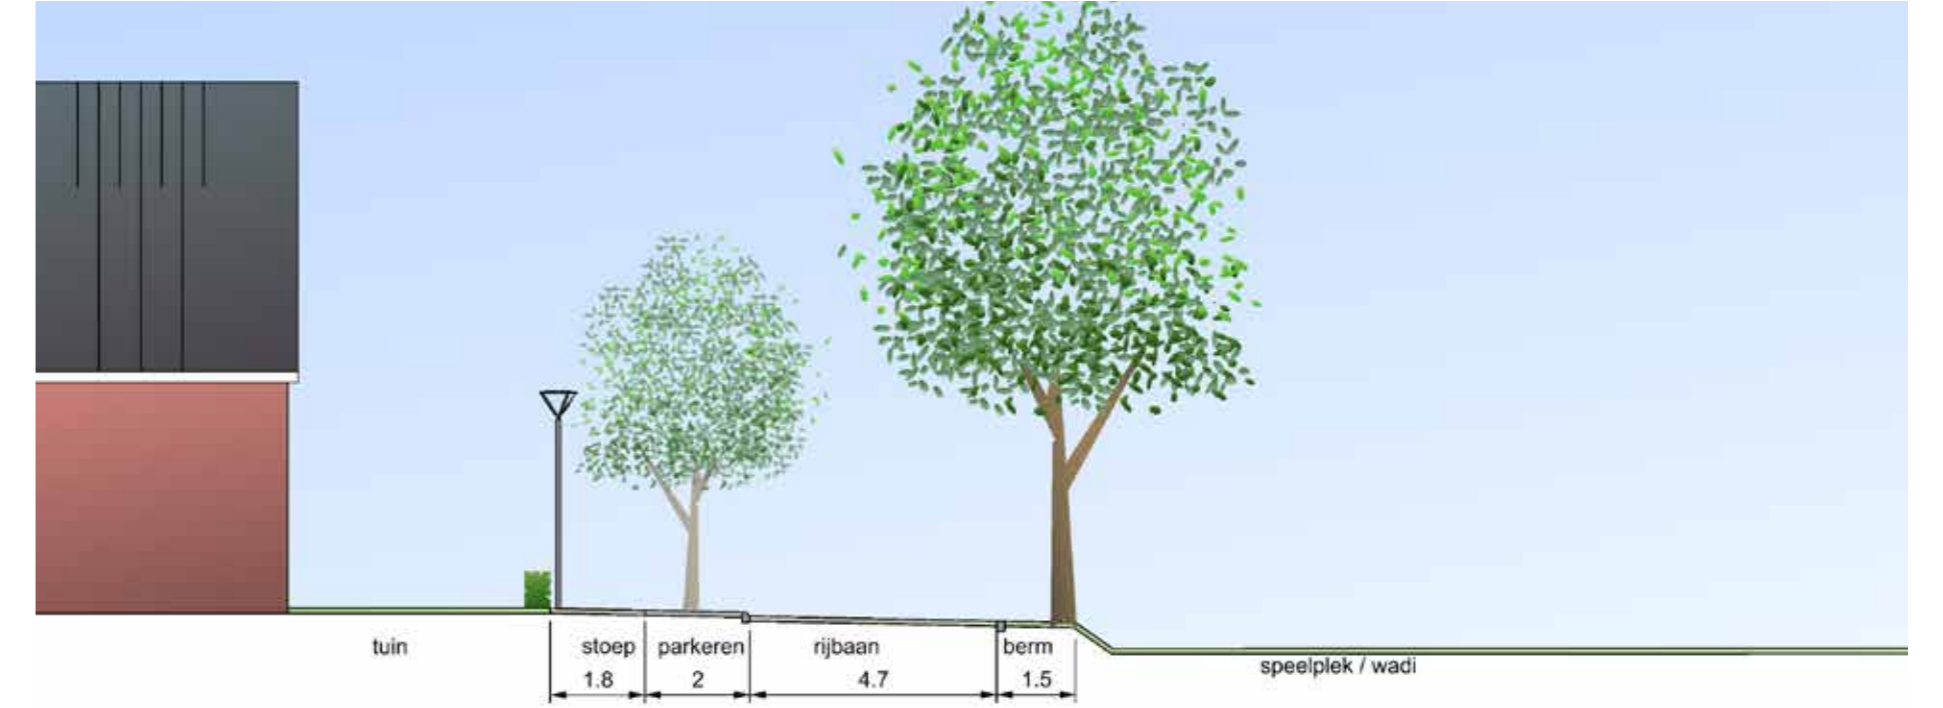 tuin stoep parkeren rijbaan berm
speelplek / wadi
1.8 2 4.7 1.5